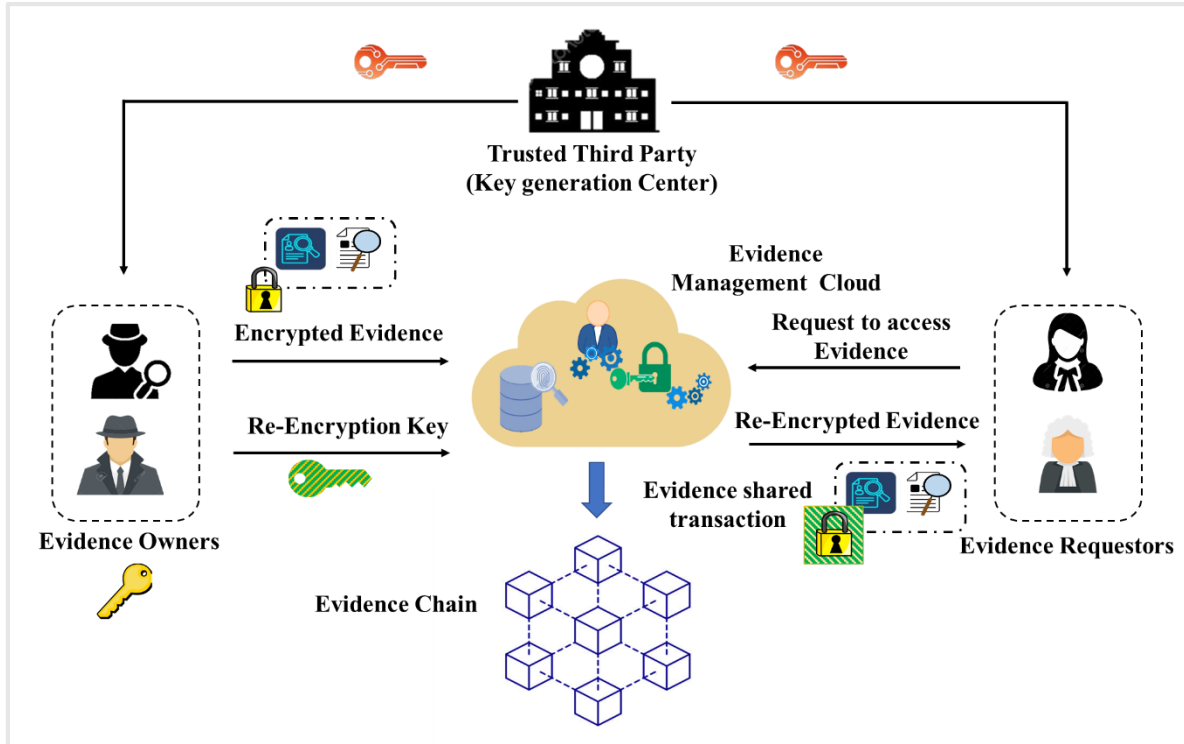 Trusted Third Party
(Key generation Center)
Evidence
Management Cloud
Encrypted Evidence
Request to access
Evidence
Re-Encryption Key
Re-Encrypted Evidence
Evidence shared
transaction
Evidence Owners
Evidence Requestors
Evidence Chain